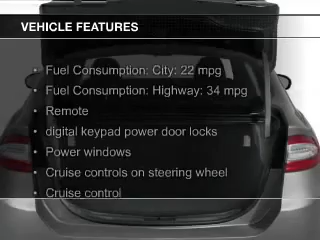 VEHICLE FEATURES
• Fuel Consumption: City: 22 mpg
• Fuel Consumption: Highway: 34 mpg
• Remote
• digital keypad power door locks
• Power windows
• Cruise controls on steering wheel
• Cruise control